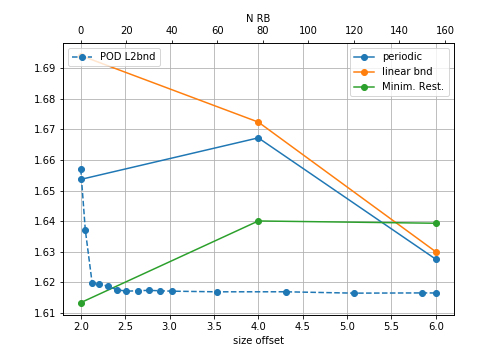 N RB
0 20 40 60 80 100 120 140 160
POD L2bnd
periodic
linear bnd
Minim. Rest.
1.69
1.68
1.67
1.66
1.65
1.64
1.63
1.62
1.61
2.0 2.5 3.0 3.5 4.0 4.5 5.0 5.5 6.0
size offset